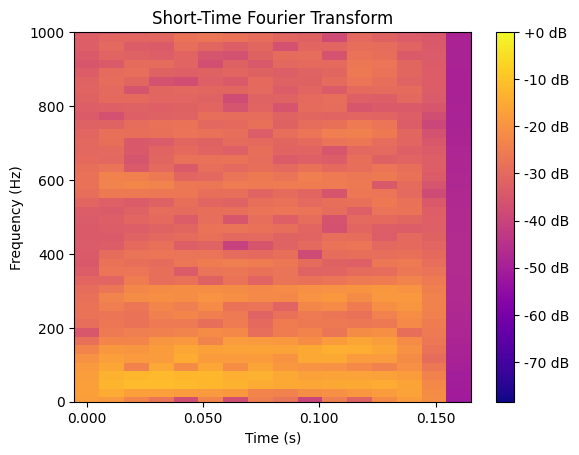 Short-Time Fourier Transform
Frequency (Hz)
1000
800
600
400
200
0
0.000
0.050
0.100
0.150
Time (s)
+0 dB
-10 dB
-20 dB
-30 dB
-40 dB
-50 dB
-60 dB
-70 dB